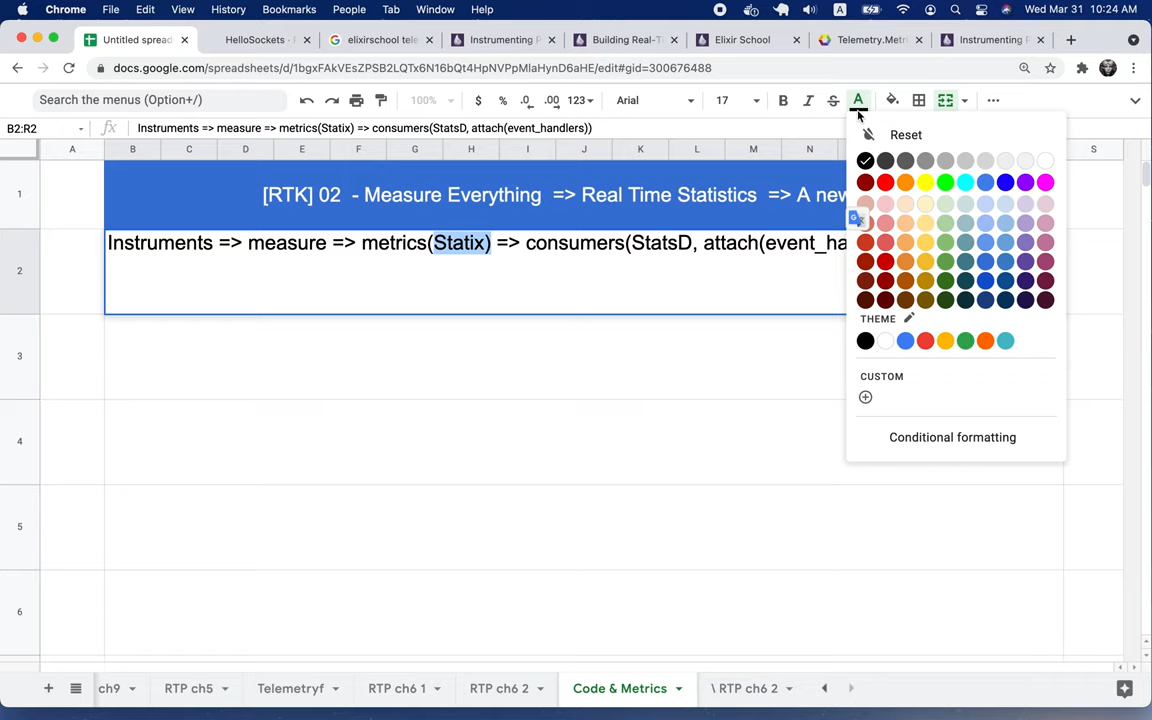 Chrome File Edit View History Bookmarks People Tab Window Help A Wed Mar 31 10:24 AM
Untitled spread HelloSockets - elixirschool tele Instrumenting P Building Real-Ti Elixir School Telemetry.Metri Instrumenting P
docs.google.com/spreadsheets/d/1bgxFAkVEsZPSB2LQTx6N16bQt4HpNVPpMlaHynD6aHE/edit#gid=300676488
Search the menus (Option+/) 100% $ % .0 .00 123 Arial 17 B I S A
B2:R2 fx Instruments => measure => metrics(Statix) => consumers(StatsD, attach(event_handlers))
Reset
A B C D E F G H I J K L M N S
1 [RTK] 02 - Measure Everything => Real Time Statistics => A new
2 Instruments => measure => metrics(Statix) => consumers(StatsD, attach(event_ha
THEME
3
CUSTOM
4 Conditional formatting
5
6
ch9 RTP ch5 Telemetryf RTP ch6 1 RTP ch6 2 Code & Metrics \ RTP ch6 2